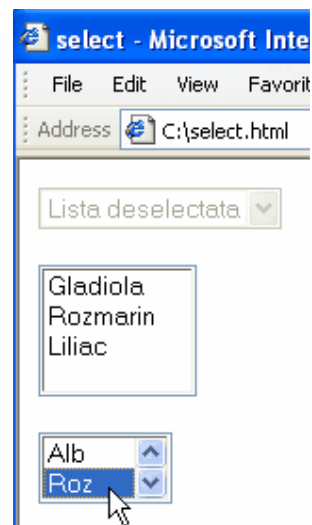 select - Microsoft Inte
File Edit View Favorit
Address C:\select.html
Lista deselectata
Gladiola
Rozmarin
Liliac
Alb
Roz